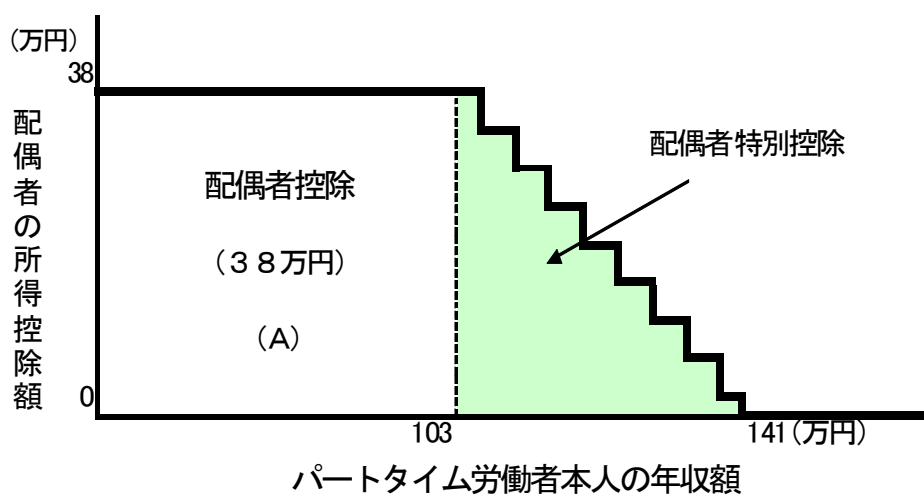 （万円）
38
配偶者の所得控除額
配偶者控除
（３８万円）
（A）
配偶者特別控除
0
103
141（万円）
パートタイム労働者本人の年収額